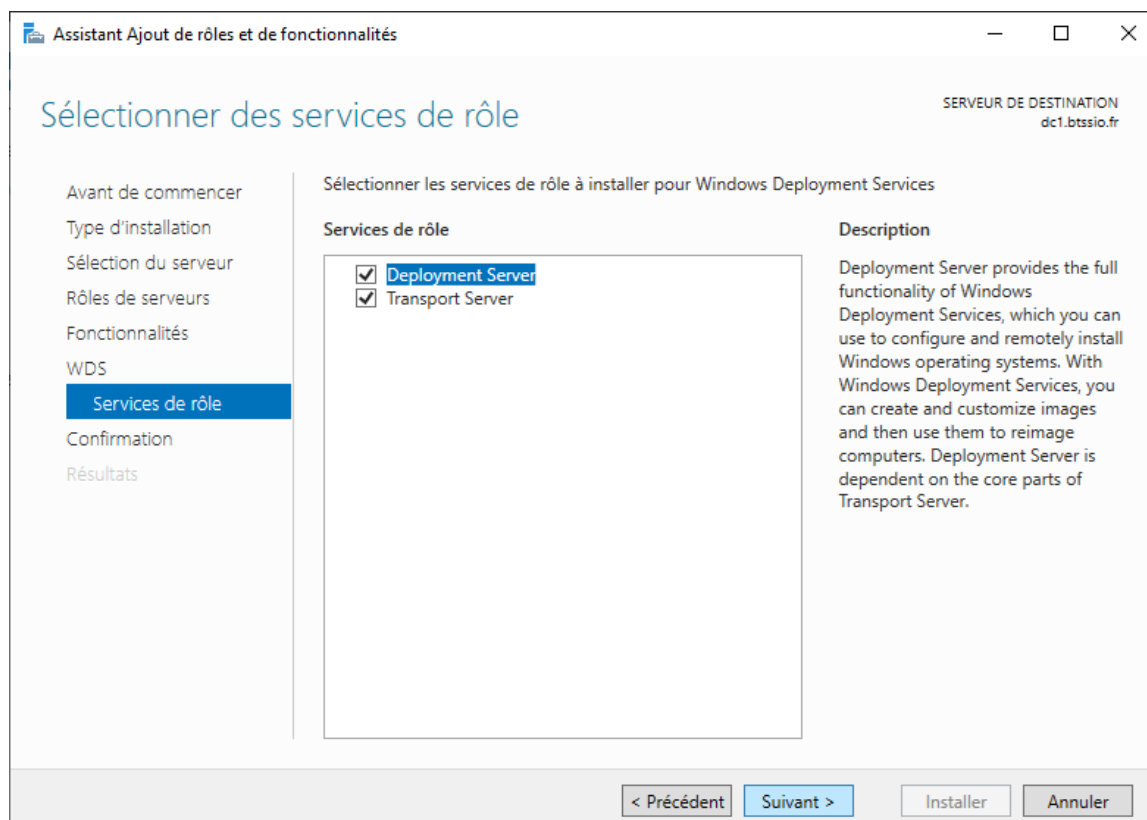 Assistant Ajout de rôles et de fonctionnalités
Sélectionner des services de rôle
SERVEUR DE DESTINATION
dc1.btssio.fr
Avant de commencer
Type d'installation
Sélection du serveur
Rôles de serveurs
Fonctionnalités
WDS
Services de rôle
Confirmation
Résultats
Sélectionner les services de rôle à installer pour Windows Deployment Services
Services de rôle
Deployment Server
Transport Server
Description
Deployment Server provides the full
functionality of Windows
Deployment Services, which you can
use to configure and remotely install
Windows operating systems. With
Windows Deployment Services, you
can create and customize images
and then use them to reimage
computers. Deployment Server is
dependent on the core parts of
Transport Server.
< Précédent
Suivant >
Installer
Annuler